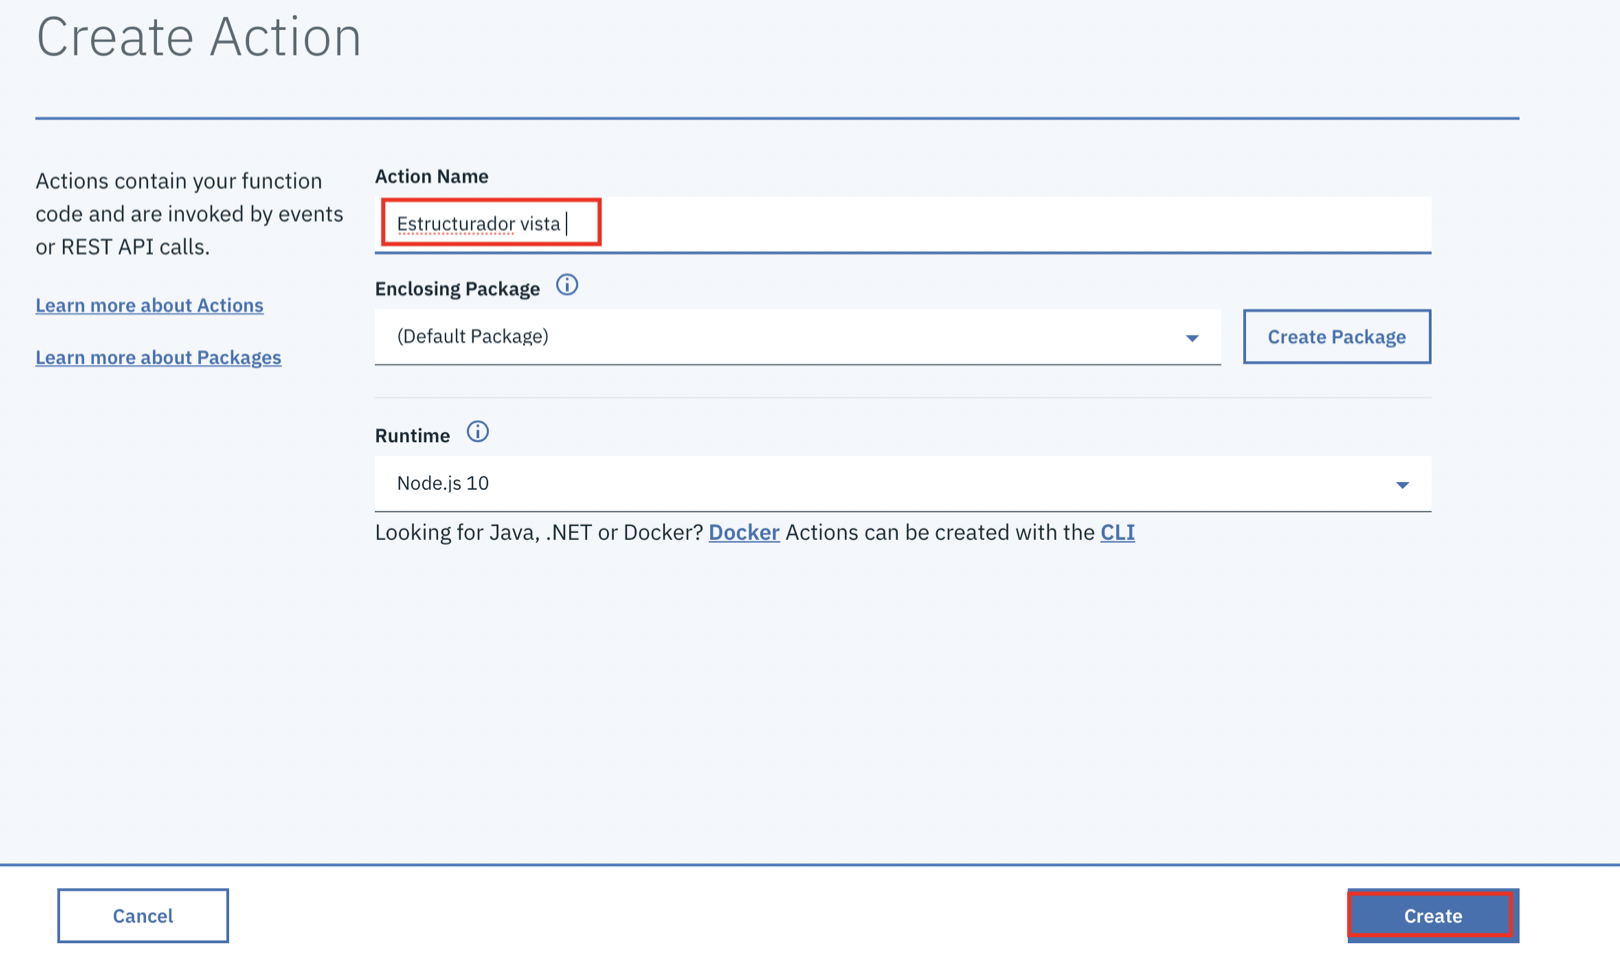 Create Action
Actions contain your function
code and are invoked by events
or REST API calls.
Learn more about Actions
Learn more about Packages
Action Name
Estructurador vista
Enclosing Package
(Default Package)
Create Package
Runtime
Node.js 10
Looking for Java, .NET or Docker? Docker Actions can be created with the CLI
Cancel
Create